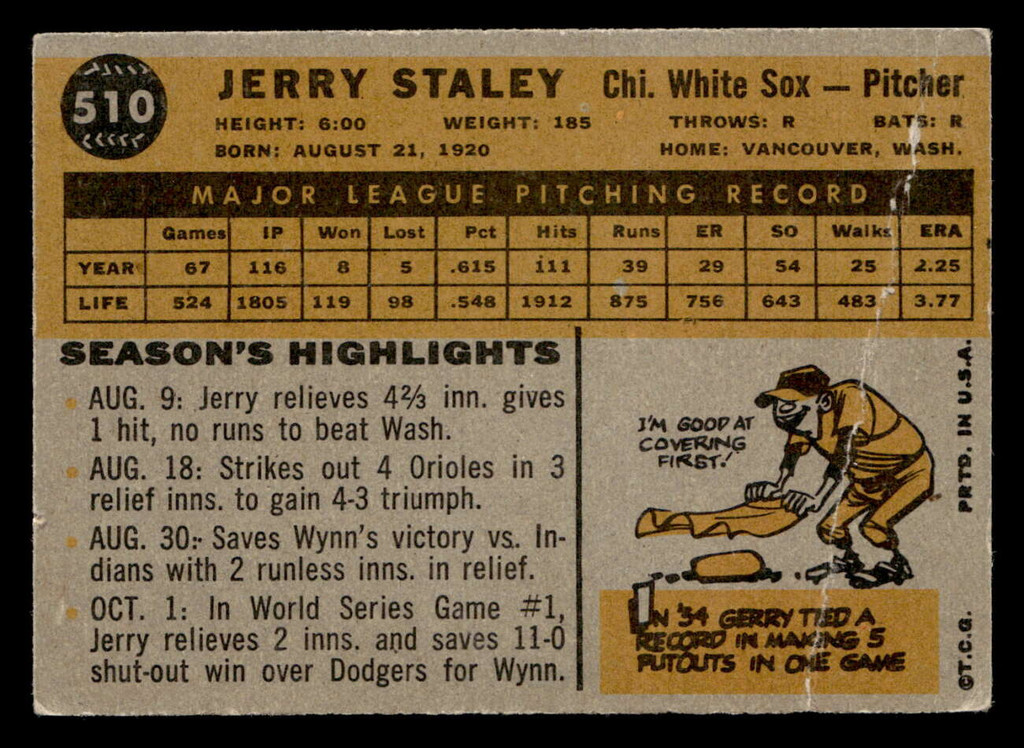 510
JERRY STALEY Chi. White Sox — Pitcher
HEIGHT: 6:00 WEIGHT: 185 THROWS: R BATS: R
BORN: AUGUST 21, 1920 HOME: VANCOUVER, WASH.
MAJOR LEAGUE PITCHING RECORD
Games IP Won Lost Pct Hits Runs ER SO Walks ERA
YEAR 67 116 8 5 .615 111 39 29 54 25 2.25
LIFE 524 1805 119 98 .548 1912 875 756 643 483 3.77
SEASON'S HIGHLIGHTS
• AUG. 9: Jerry relieves 4⅔ inn. gives
1 hit, no runs to beat Wash.
• AUG. 18: Strikes out 4 Orioles in 3
relief inns. to gain 4-3 triumph.
• AUG. 30: Saves Wynn's victory vs. In-
dians with 2 runless inns. in relief.
• OCT. 1: In World Series Game #1,
Jerry relieves 2 inns. and saves 11-0
shut-out win over Dodgers for Wynn.
I'M GOOD AT
COVERING
FIRST!
IN '54 GERRY TIED A
RECORD IN MAKING 5
PUTOUTS IN ONE GAME
©T.C.G. PRTD. IN U.S.A.